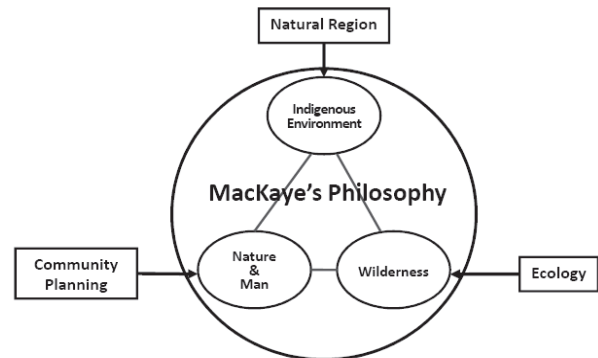 Natural Region
Indigenous
Environment
MacKaye's Philosophy
Community
Planning
Nature
&
Man
Wilderness
Ecology